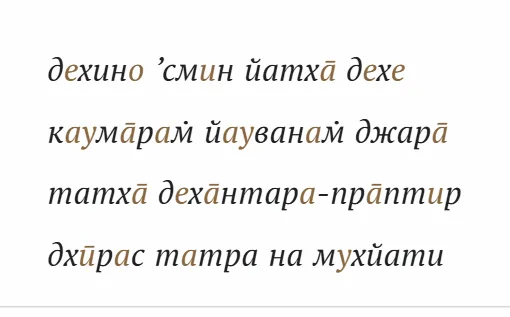 дехино ’смин йатха̄ дехе
каума̄рам̇ йауванам̇ джара̄
татха̄ деха̄нтара-пра̄птир
дхӣрас татра на мухйати